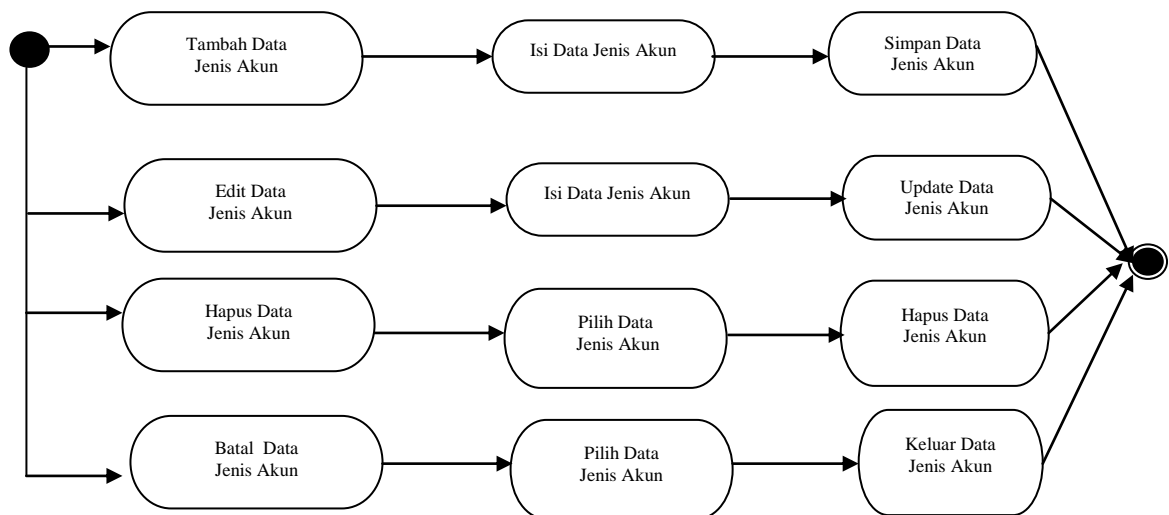 Tambah Data
Jenis Akun
Isi Data Jenis Akun
Simpan Data
Jenis Akun
Edit Data
Jenis Akun
Isi Data Jenis Akun
Update Data
Jenis Akun
Hapus Data
Jenis Akun
Pilih Data
Jenis Akun
Hapus Data
Jenis Akun
Batal  Data
Jenis Akun
Pilih Data
Jenis Akun
Keluar Data
Jenis Akun